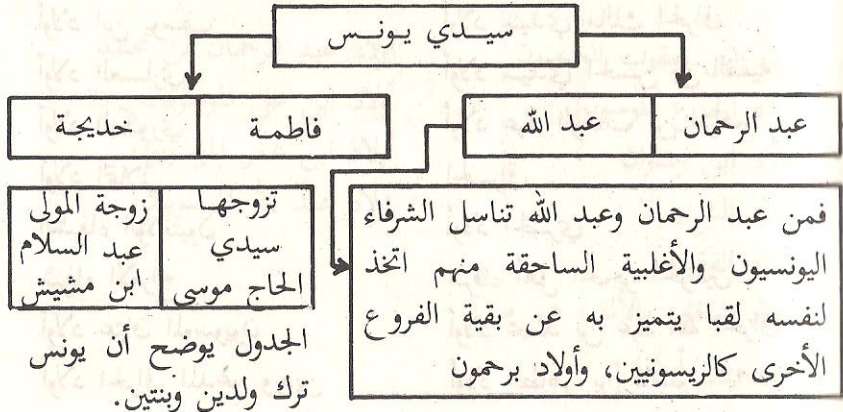 سيدي يونس
عبد الرحمان
عبد الله
فاطمة
خديجة
فمن عبد الرحمان وعبد الله تناسل الشرفاء
اليونسيون والأغلبية الساحقة منهم اتخذ
لنفسه لقبا يتميز به عن بقية الفروع
الأخرى كالريسونيين، وأولاد برحمون
تزوجها
سيدي
الحاج موسى
زوجة المولى
عبد السلام
ابن مشيش
الجدول يوضح أن يونس
ترك ولدين وبنتين.